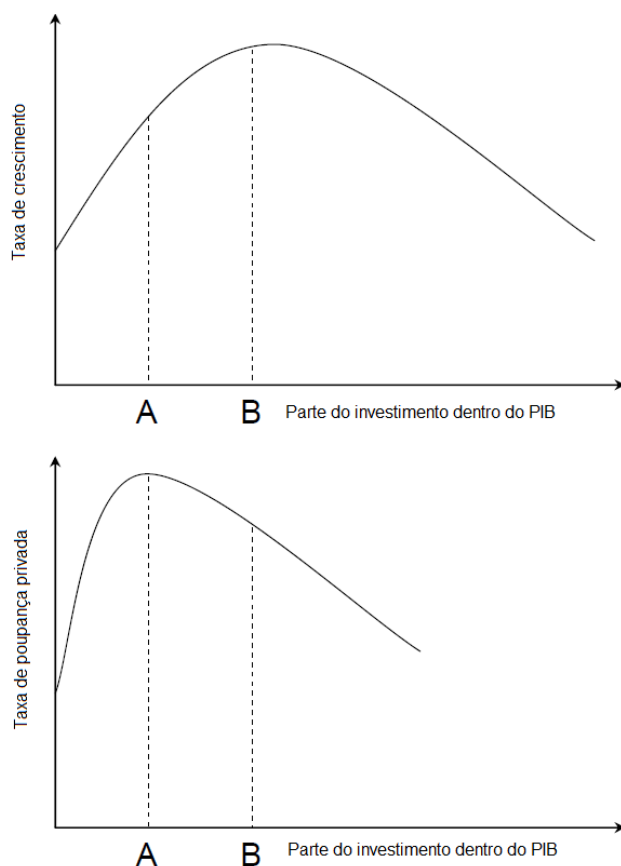 Taxa de crescimento
A
B
Parte do investimento dentro do PIB
Taxa de poupança privada
A
B
Parte do investimento dentro do PIB